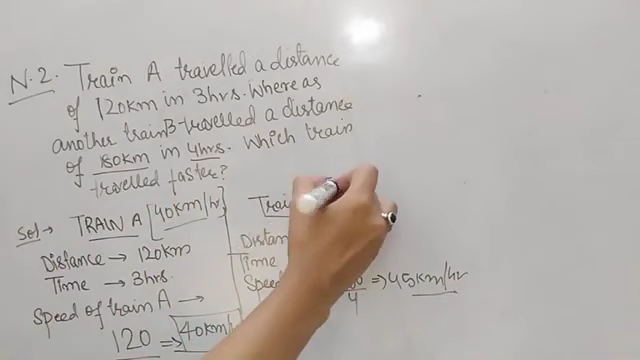 N.2. Train A travelled a distance
of 120km in 3hrs. Where as
another train B travelled a distance
of 180km in 4hrs. Which train
travelled faster?
Sol → TRAIN A [40km/hr]
Distance → 120km
Time → 3hrs.
Speed of train A →
120 ⇒ 40km/
Train
Distan
Time
Speed
4 ⇒ 45km/hr